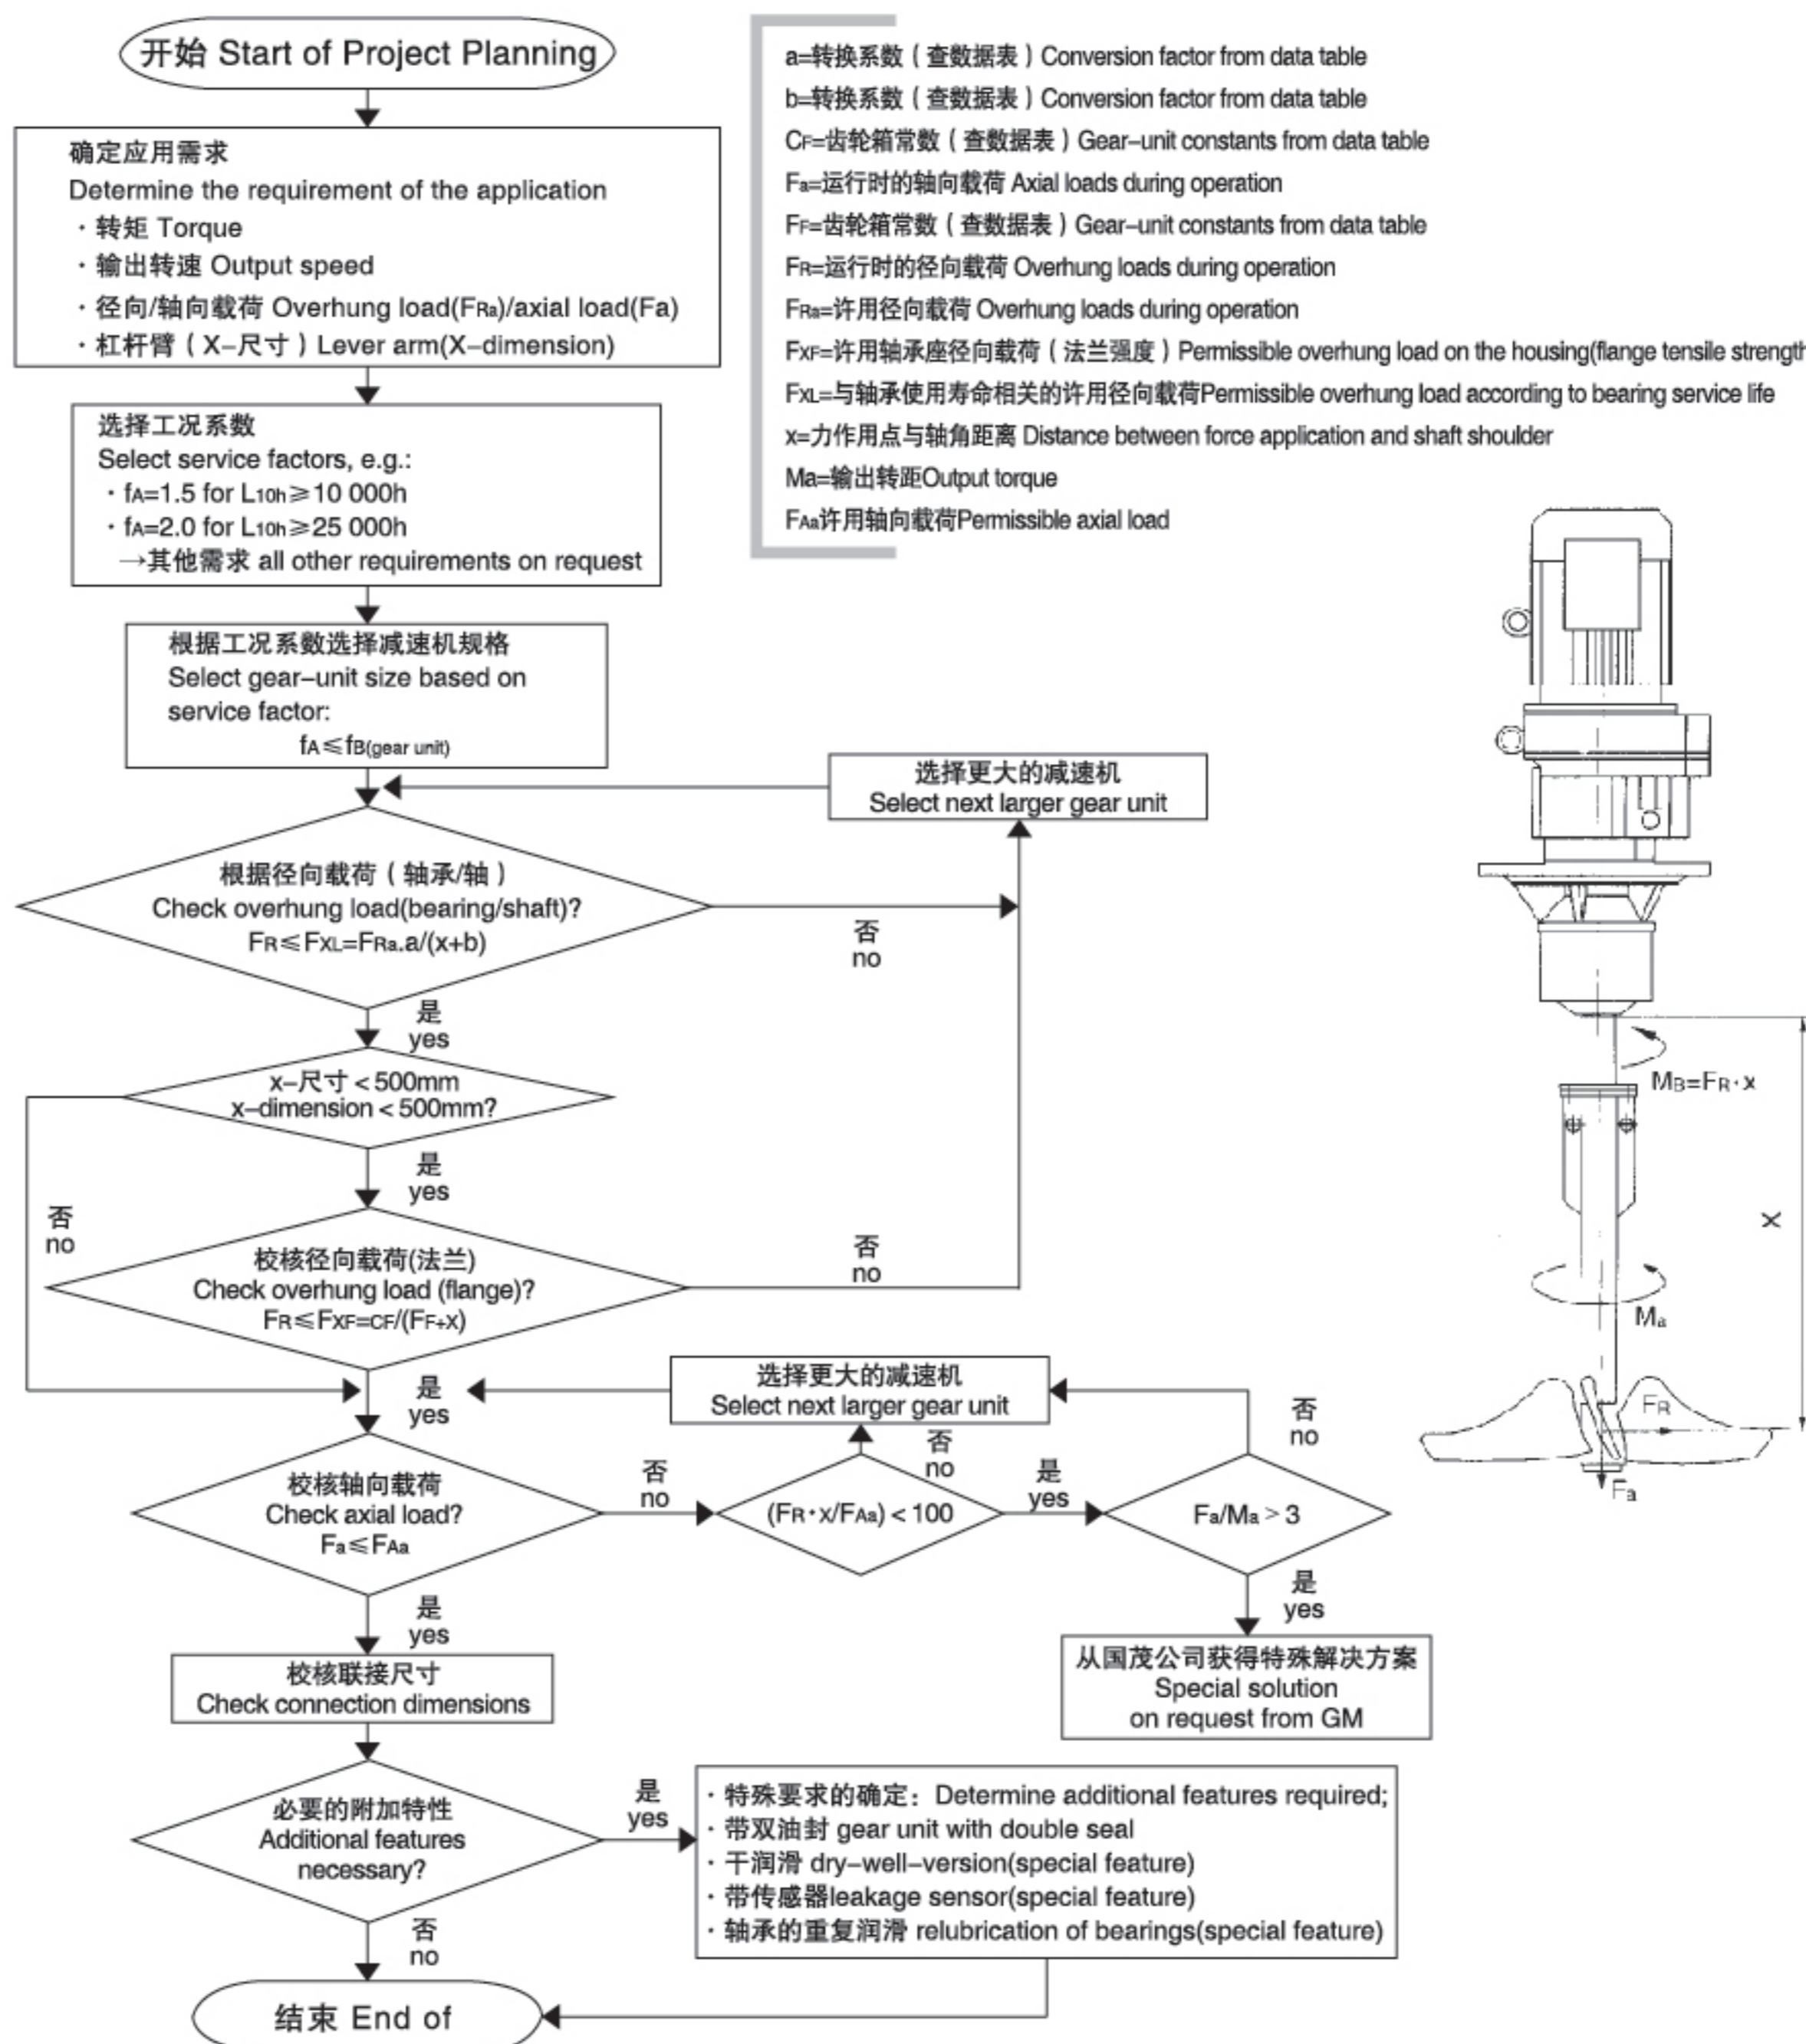 开始 Start of Project Planning
确定应用需求
Determine the requirement of the application
· 转矩 Torque
· 输出转速 Output speed
· 径向/轴向载荷 Overhung load(FRa)/axial load(Fa)
· 杠杆臂（X–尺寸）Lever arm(X–dimension)
选择工况系数
Select service factors, e.g.:
· fA=1.5 for L10h≥10 000h
· fA=2.0 for L10h≥25 000h
→其他需求 all other requirements on request
根据工况系数选择减速机规格
Select gear–unit size based on
service factor:
fA≤fB(gear unit)
a=转换系数（查数据表）Conversion factor from data table
b=转换系数（查数据表）Conversion factor from data table
CF=齿轮箱常数（查数据表）Gear–unit constants from data table
Fa=运行时的轴向载荷 Axial loads during operation
FF=齿轮箱常数（查数据表）Gear–unit constants from data table
FR=运行时的径向载荷 Overhung loads during operation
FRa=许用径向载荷 Overhung loads during operation
FXF=许用轴承座径向载荷（法兰强度）Permissible overhung load on the housing(flange tensile strength
FXL=与轴承使用寿命相关的许用径向载荷Permissible overhung load according to bearing service life
x=力作用点与轴角距离 Distance between force application and shaft shoulder
Ma=输出转距Output torque
FAa许用轴向载荷Permissible axial load
选择更大的减速机
Select next larger gear unit
根据径向载荷（轴承/轴）
Check overhung load(bearing/shaft)?
FR≤FXL=FRa.a/(x+b)
否
no
是
yes
x–尺寸<500mm
x–dimension<500mm?
是
yes
否
no
校核径向载荷(法兰)
Check overhung load (flange)?
FR≤FXF=CF/(FF+x)
否
no
是
yes
选择更大的减速机
Select next larger gear unit
否
no
校核轴向载荷
Check axial load?
Fa≤FAa
否
no
(FR·x/FAa)<100
否
no
是
yes
Fa/Ma>3
是
yes
从国茂公司获得特殊解决方案
Special solution
on request from GM
是
yes
校核联接尺寸
Check connection dimensions
必要的附加特性
Additional features
necessary?
是
yes
· 特殊要求的确定：Determine additional features required;
· 带双油封 gear unit with double seal
· 干润滑 dry–well–version(special feature)
· 带传感器leakage sensor(special feature)
· 轴承的重复润滑 relubrication of bearings(special feature)
否
no
结束 End of
MB=FR·x
X
Ma
FR
Fa